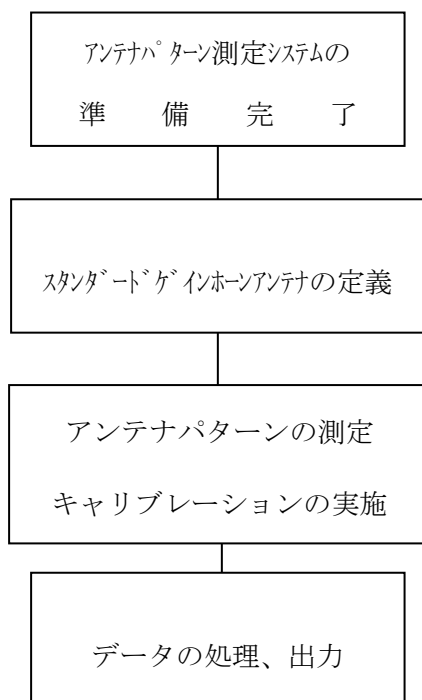 アンテナパターン測定システムの
準備完了
スタンダードゲインホーンアンテナの定義
アンテナパターンの測定
キャリブレーションの実施
データの処理、出力